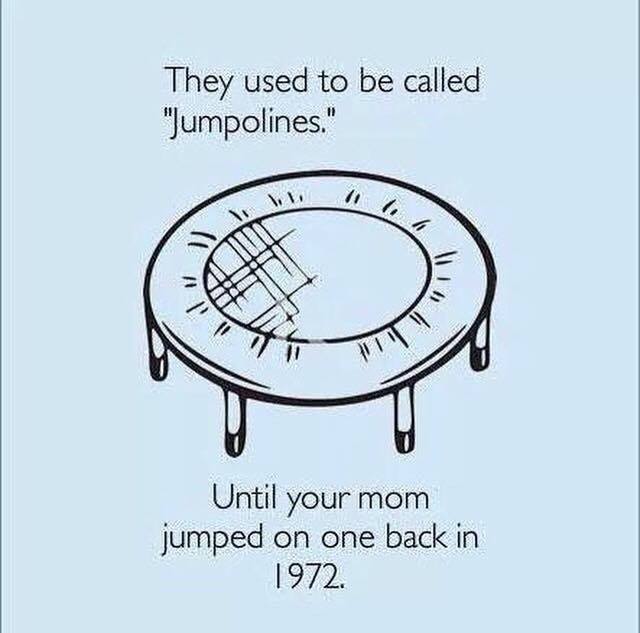 They used to be called
"Jumpolines."
Until your mom
jumped on one back in
1972.